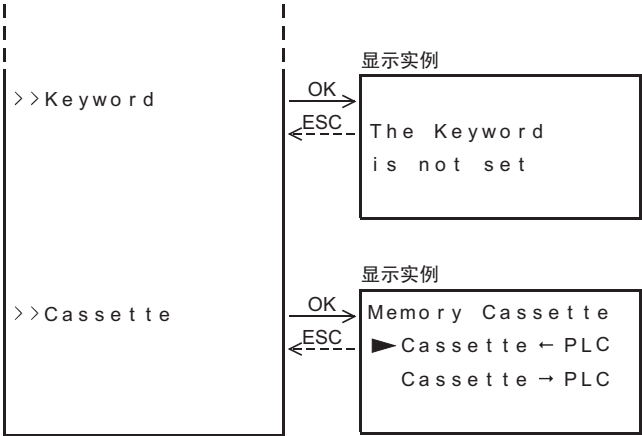 显示实例
>>Keyword
OK
ESC
The Keyword
is not set
显示实例
>>Cassette
OK
ESC
Memory Cassette
►Cassette ← PLC
Cassette → PLC